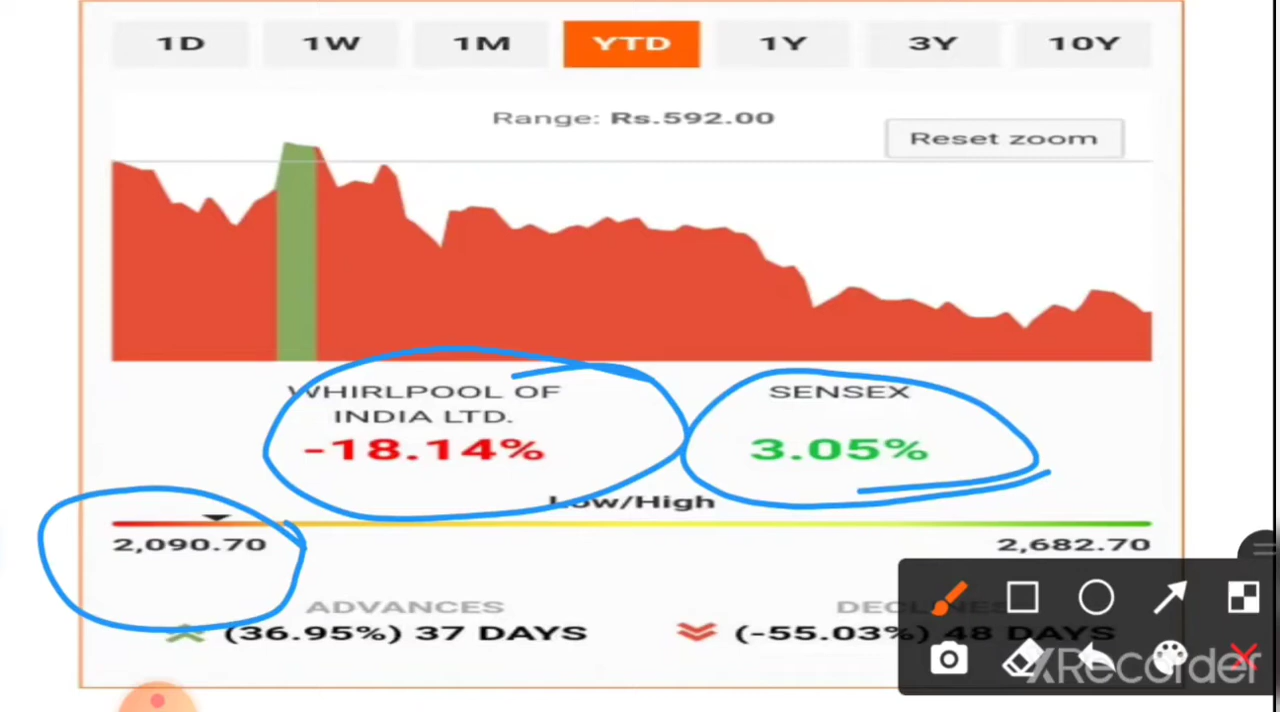 1D 1W 1M YTD 1Y 3Y 10Y
Range: Rs.592.00
Reset zoom
WHIRLPOOL OF
INDIA LTD.
-18.14%
SENSEX
3.05%
Low/High
2,090.70 2,682.70
ADVANCES DECLINES
(36.95%) 37 DAYS (-55.03%) 48 DAYS
XRecorder